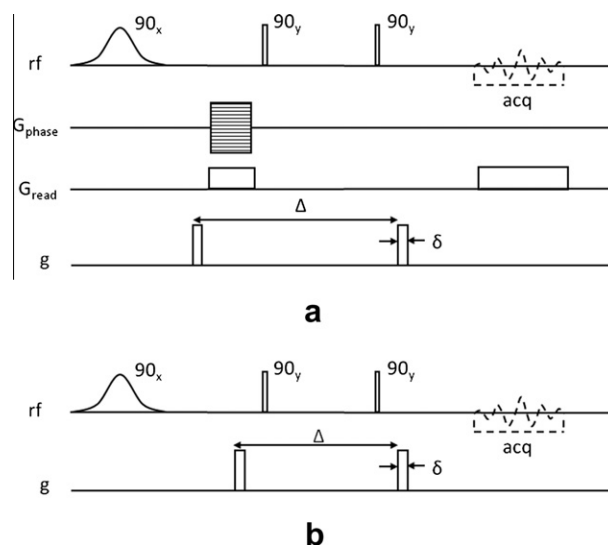 90x 90y 90y
rf
acq
Gphase
Gread
Δ
δ
g
a
90x 90y 90y
rf
acq
Δ
δ
g
b